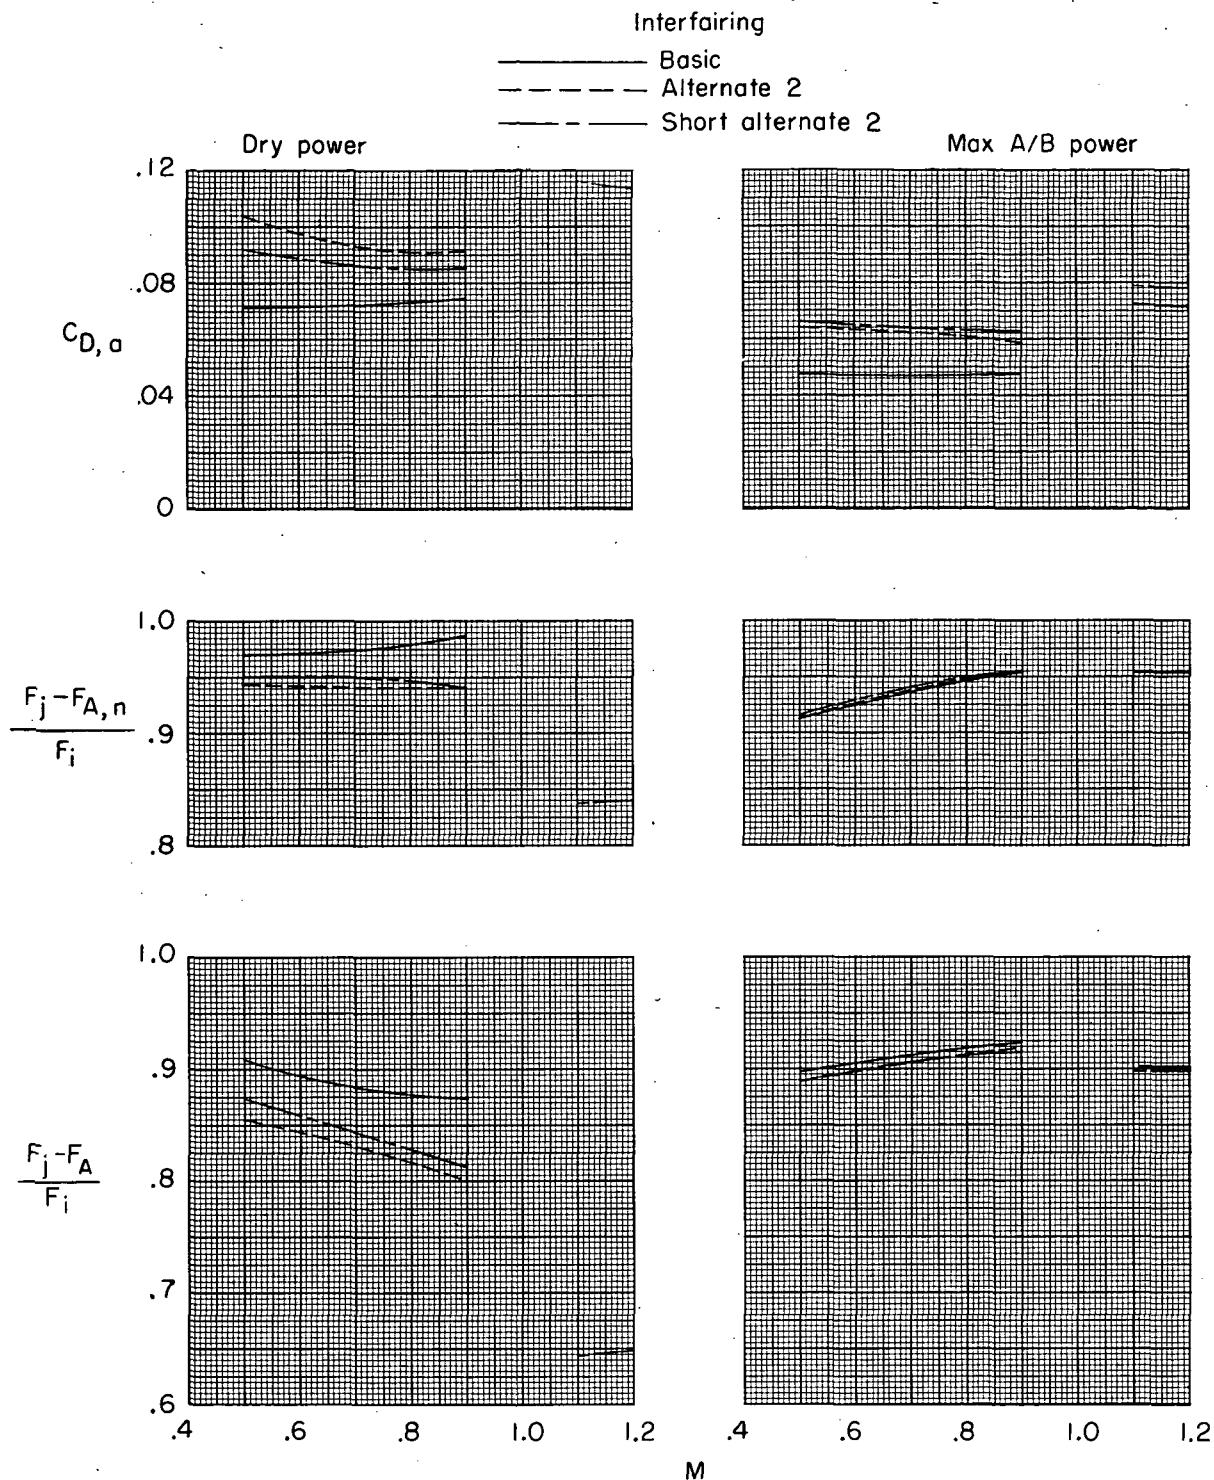 Interfairing
Basic
Alternate 2
Short alternate 2
Dry power
Max A/B power
.12
.08
C_D,a
.04
0
1.0
F_j-F_A,n
F_i
.9
.8
1.0
.9
F_j-F_A
F_i
.8
.7
.6
.4 .6 .8 1.0 1.2
.4 .6 .8 1.0 1.2
M